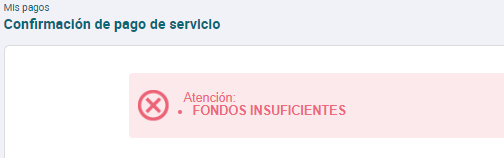 Mis pagos
Confirmación de pago de servicio
Atención:
• FONDOS INSUFICIENTES